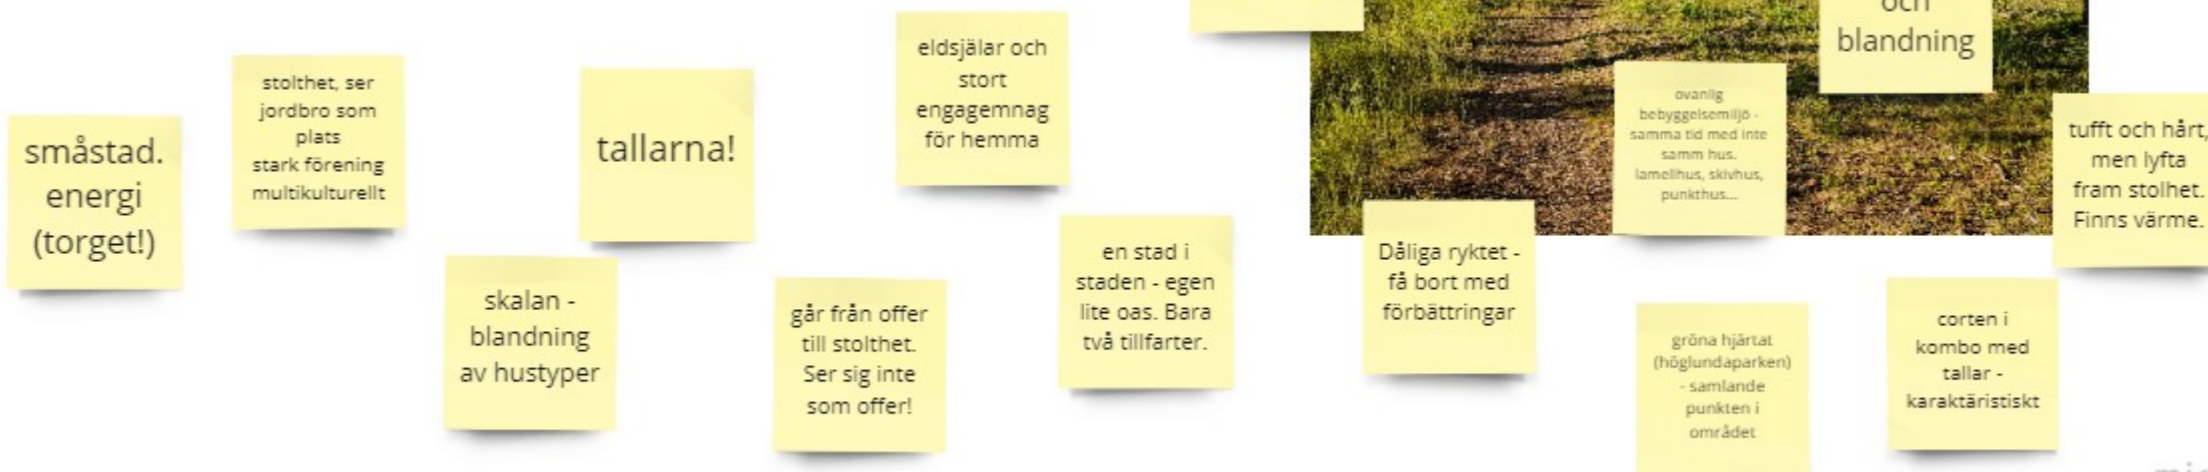 småstad.
energi
(torget!)
stolthet, ser
jordbro som
plats
stark förening
multikulturellt
skalan -
blandning
av hustyper
tallarna!
går från offer
till stolthet.
Ser sig inte
som offer!
eldsjälar och
stort
engagemnag
för hemma
en stad i
staden - egen
lite oas. Bara
två tillfarter.
Dåliga ryktet -
få bort med
förbättringar
ovanlig
bebyggelsemiljö -
samma tid med inte
samm hus.
lamellhus, skivhus,
punkthus...
och
blandning
gröna hjärtat
(höglundaparken)
- samlande
punkten i
området
corten i
kombo med
tallar -
karaktäristiskt
tufft och hårt,
men lyfta
fram stolhet.
Finns värme.